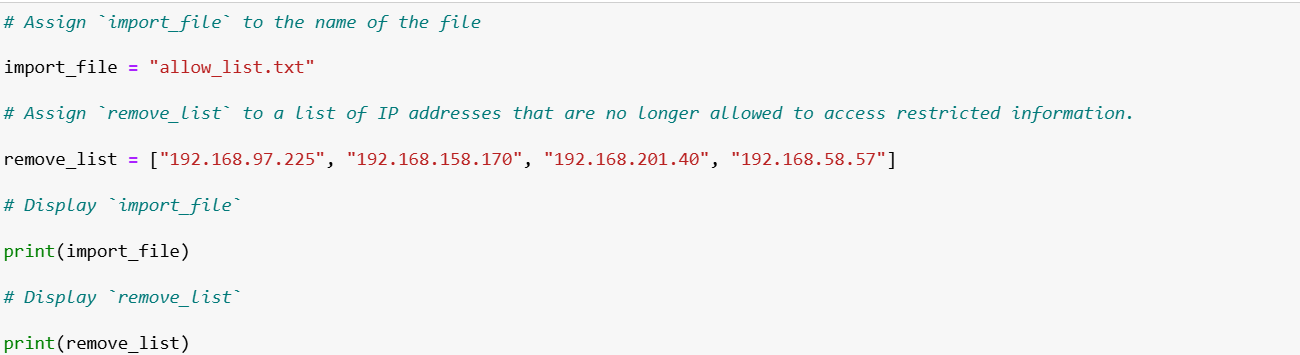 # Assign `import_file` to the name of the file
import_file = "allow_list.txt"
# Assign `remove_list` to a list of IP addresses that are no longer allowed to access restricted information.
remove_list = ["192.168.97.225", "192.168.158.170", "192.168.201.40", "192.168.58.57"]
# Display `import_file`
print(import_file)
# Display `remove_list`
print(remove_list)